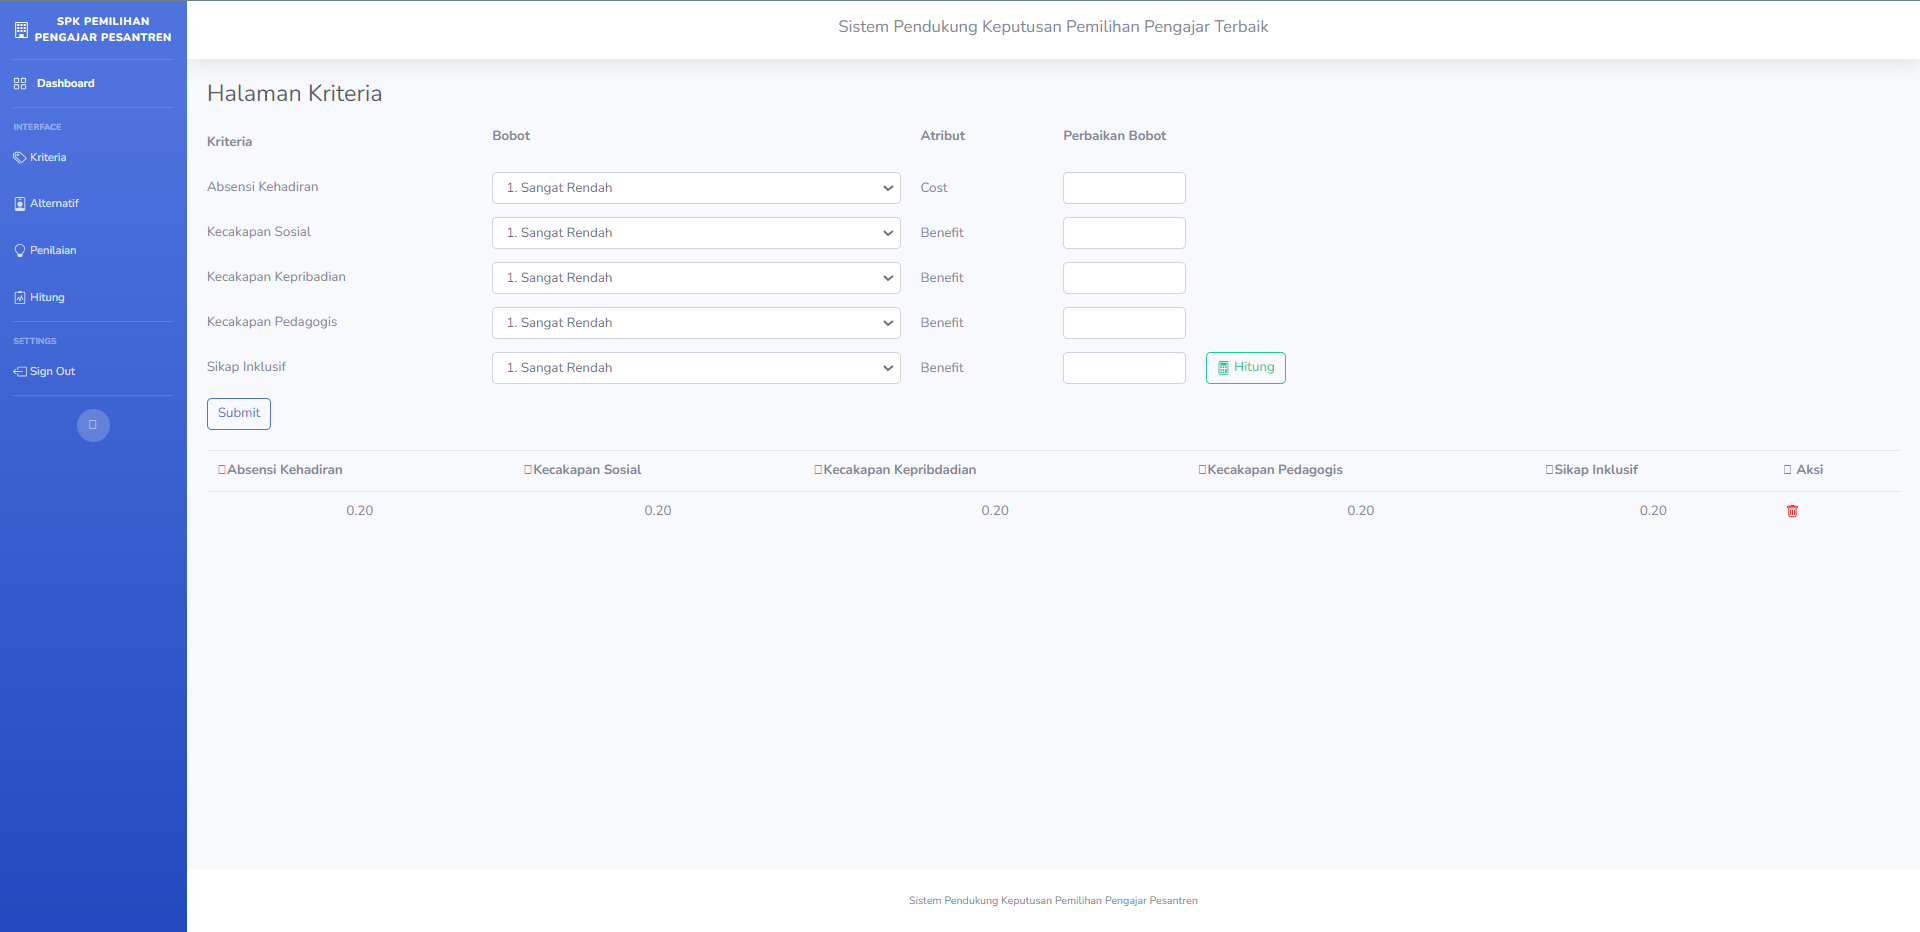 SPK PEMILIHAN
PENGAJAR PESANTREN
Dashboard
INTERFACE
Kriteria
Alternatif
Penilaian
Hitung
SETTINGS
Sign Out
Sistem Pendukung Keputusan Pemilihan Pengajar Terbaik
Halaman Kriteria
Kriteria Bobot Atribut Perbaikan Bobot
Absensi Kehadiran 1. Sangat Rendah Cost
Kecakapan Sosial 1. Sangat Rendah Benefit
Kecakapan Kepribadian 1. Sangat Rendah Benefit
Kecakapan Pedagogis 1. Sangat Rendah Benefit
Sikap Inklusif 1. Sangat Rendah Benefit Hitung
Submit
Absensi Kehadiran Kecakapan Sosial Kecakapan Kepribdadian Kecakapan Pedagogis Sikap Inklusif Aksi
0.20 0.20 0.20 0.20 0.20
Sistem Pendukung Keputusan Pemilihan Pengajar Pesantren